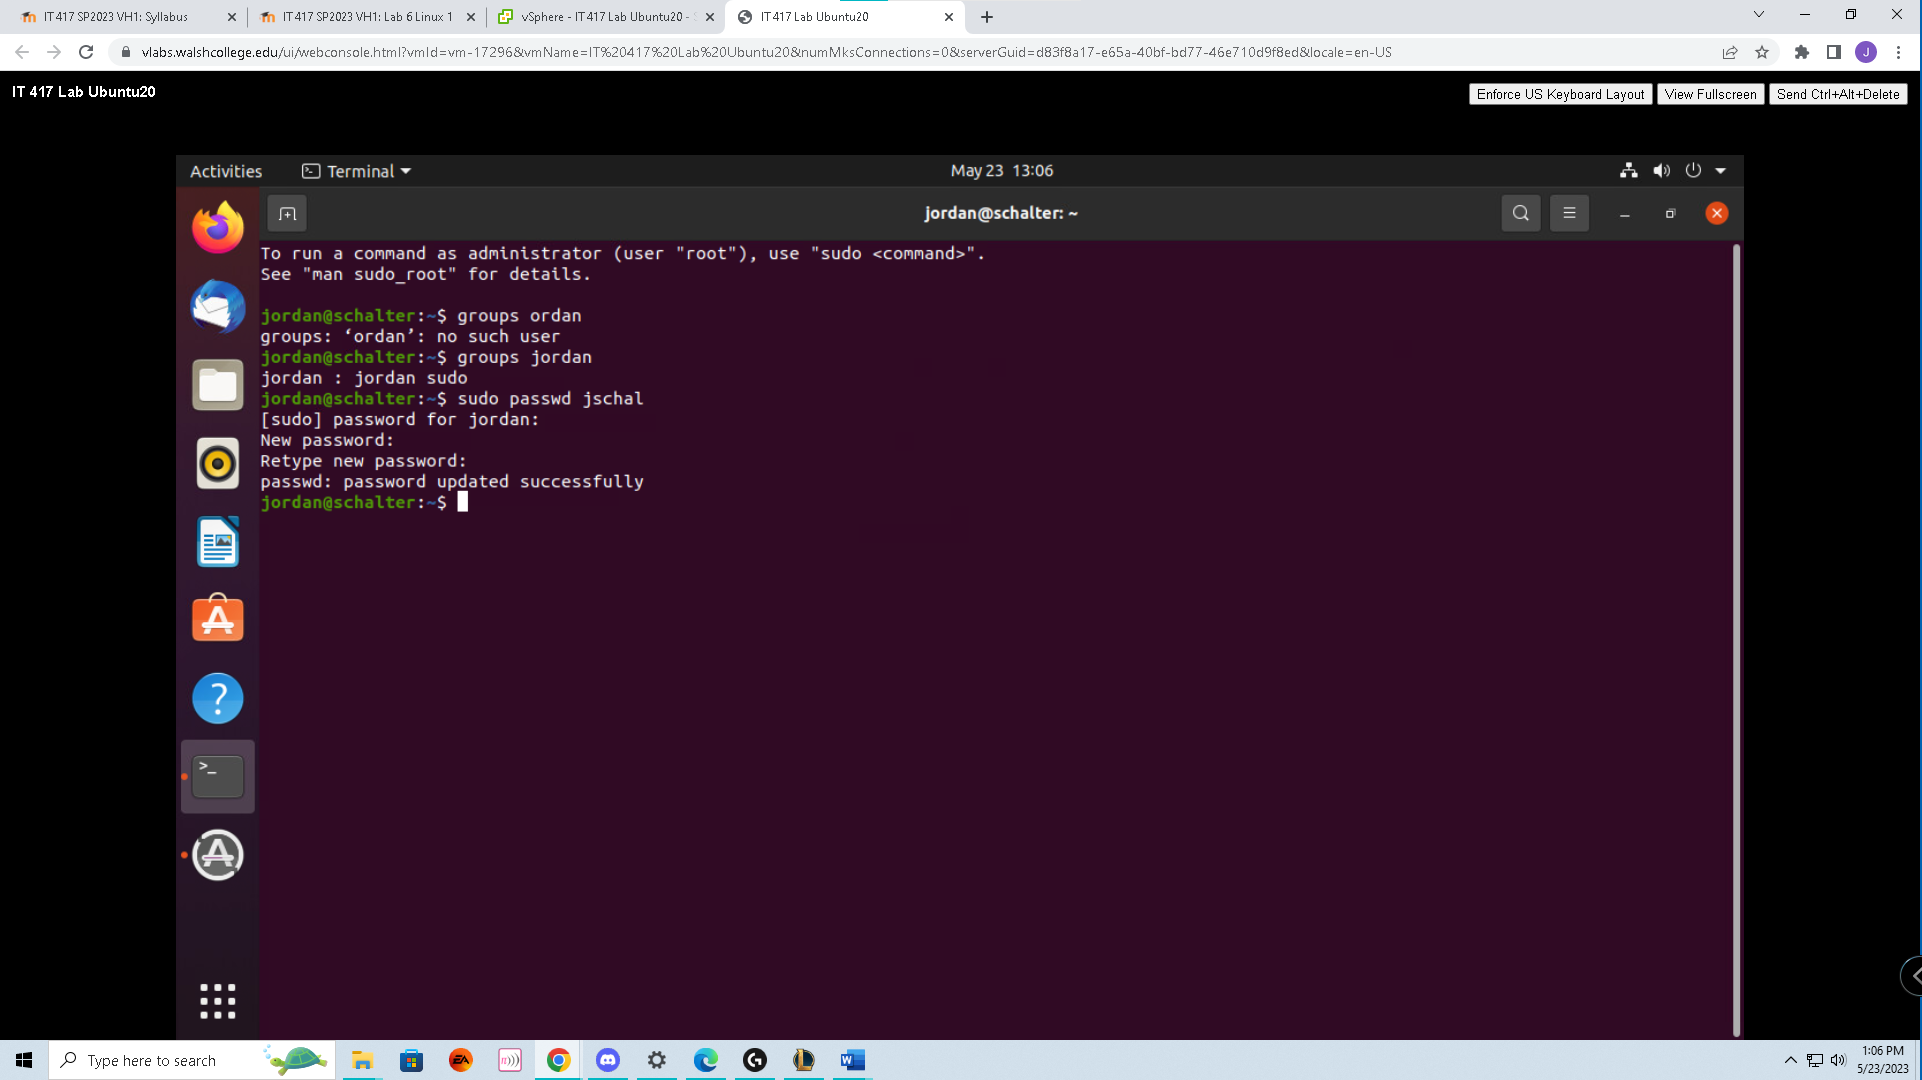 IT417 SP2023 VH1: Syllabus
IT417 SP2023 VH1: Lab 6 Linux 1
vSphere - IT417 Lab Ubuntu20 -
IT417 Lab Ubuntu20
vlabs.walshcollege.edu/ui/webconsole.html?vmId=vm-17296&vmName=IT%20417%20Lab%20Ubuntu20&numMksConnections=0&serverGuid=d83f8a17-e65a-40bf-bd77-46e710d9f8ed&locale=en-US
J
IT 417 Lab Ubuntu20
Enforce US Keyboard Layout
View Fullscreen
Send Ctrl+Alt+Delete
Activities
Terminal
May 23 13:06
jordan@schalter: ~
To run a command as administrator (user "root"), use "sudo <command>".
See "man sudo_root" for details.
jordan@schalter:~$ groups ordan
groups: ‘ordan’: no such user
jordan@schalter:~$ groups jordan
jordan : jordan sudo
jordan@schalter:~$ sudo passwd jschal
[sudo] password for jordan:
New password:
Retype new password:
passwd: password updated successfully
jordan@schalter:~$
Type here to search
1:06 PM
5/23/2023